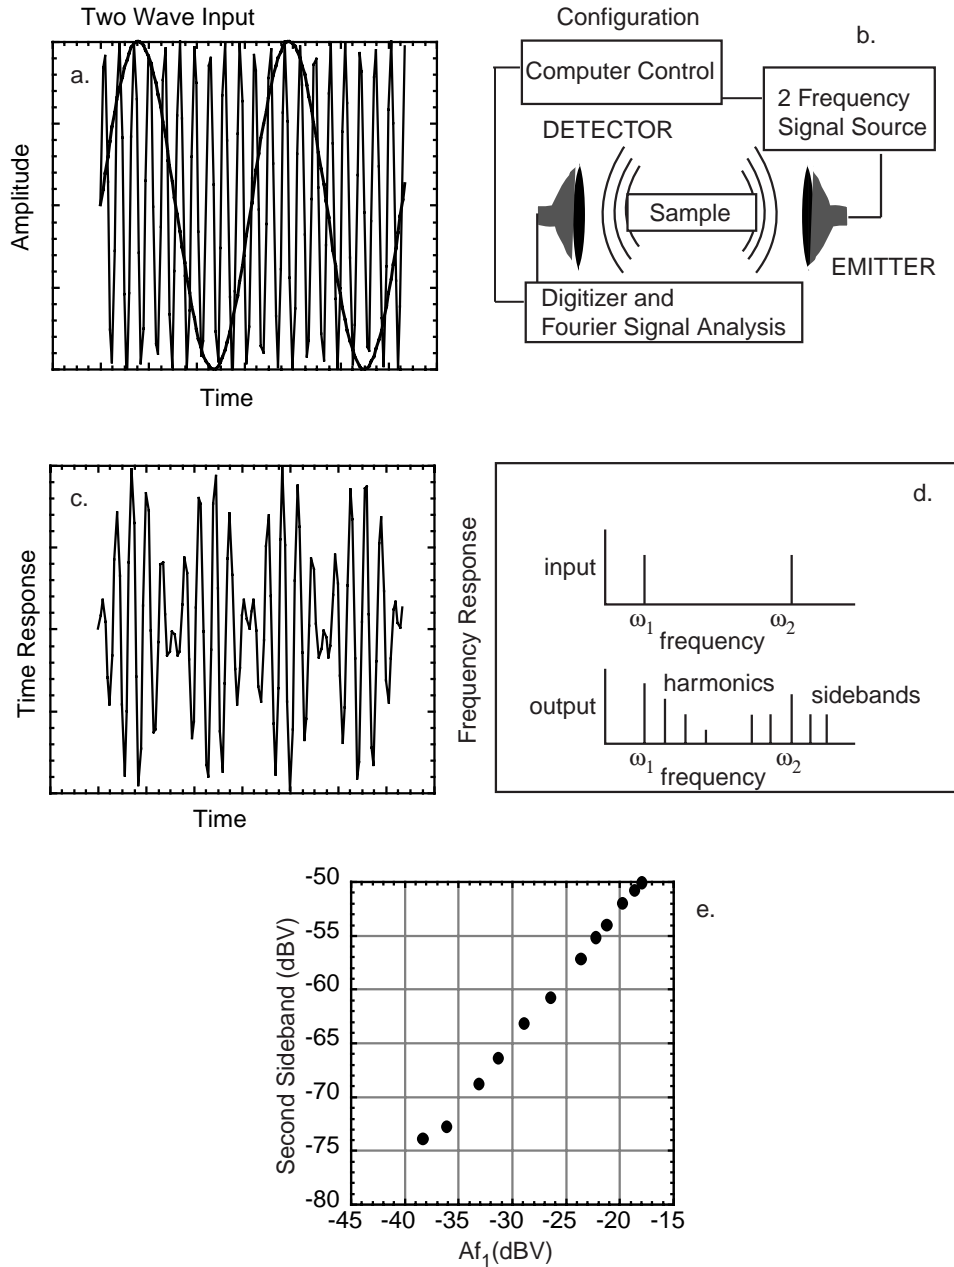 Two Wave Input
a.
Amplitude
Time
Configuration
b.
Computer Control
2 Frequency
Signal Source
DETECTOR
Sample
EMITTER
Digitizer and
Fourier Signal Analysis
c.
Time Response
Time
d.
Frequency Response
input
ω1
ω2
frequency
harmonics
sidebands
output
ω1
ω2
frequency
e.
Second Sideband (dBV)
-50
-55
-60
-65
-70
-75
-80
-45 -40 -35 -30 -25 -20 -15
Af1(dBV)